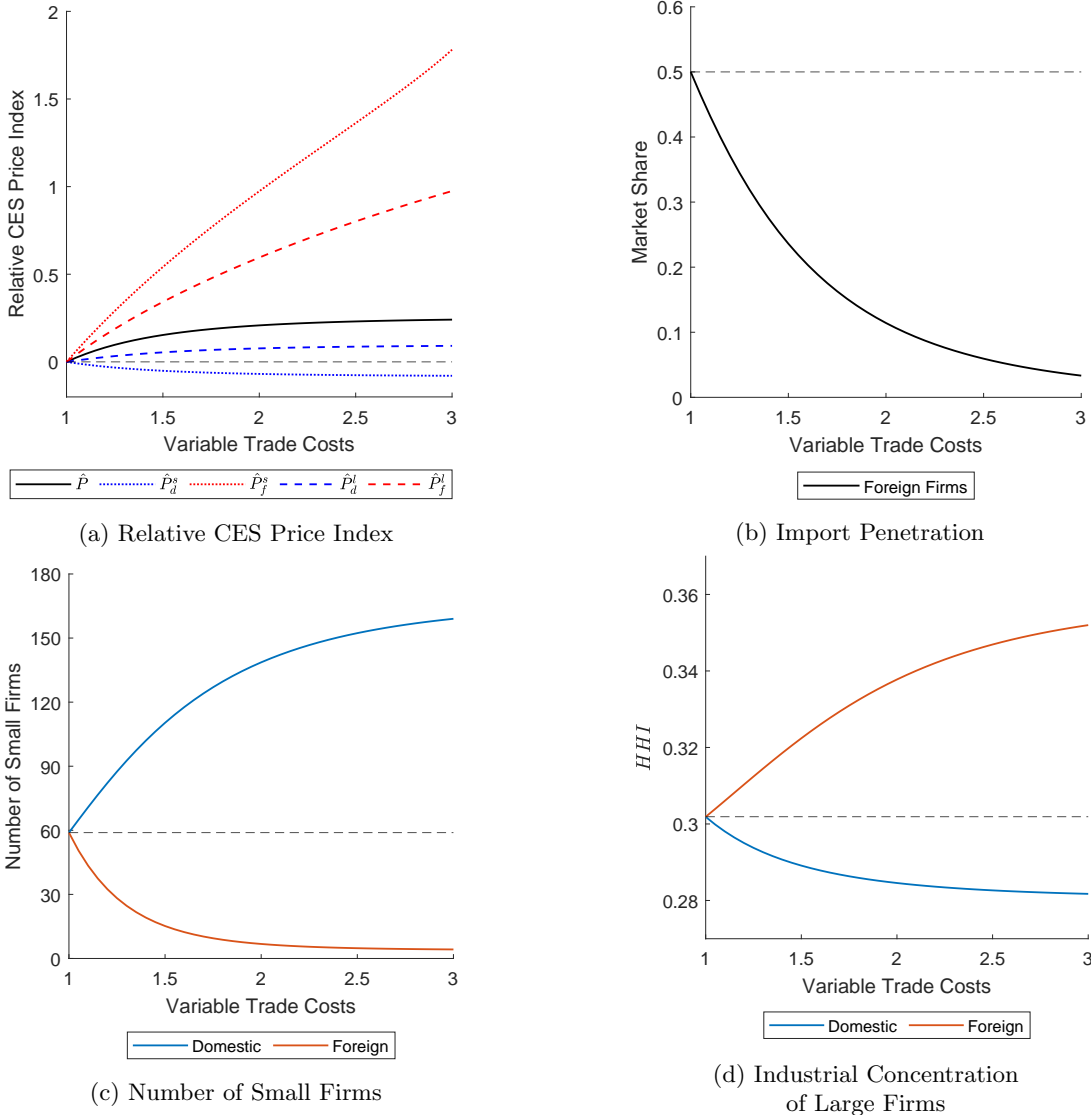 2
1.5
1
0.5
0
Relative CES Price Index
1 1.5 2 2.5 3
Variable Trade Costs
P̂ P̂_d^s P̂_f^s P̂_d^l P̂_f^l
(a) Relative CES Price Index
0.6
0.5
0.4
0.3
0.2
0.1
0
Market Share
1 1.5 2 2.5 3
Variable Trade Costs
Foreign Firms
(b) Import Penetration
180
150
120
90
60
30
0
Number of Small Firms
1 1.5 2 2.5 3
Variable Trade Costs
Domestic Foreign
(c) Number of Small Firms
0.36
0.34
0.32
0.3
0.28
HHI
1 1.5 2 2.5 3
Variable Trade Costs
Domestic Foreign
(d) Industrial Concentration
of Large Firms